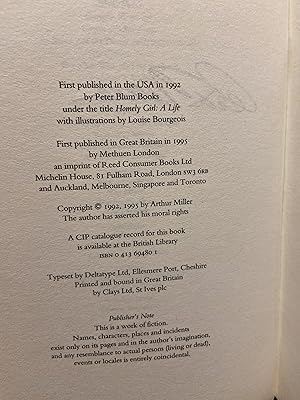 First published in the USA in 1992
by Peter Blum Books
under the title Homely Girl: A Life
with illustrations by Louise Bourgeois
First published in Great Britain in 1995
by Methuen London
an imprint of Reed Consumer Books Ltd
Michelin House, 81 Fulham Road, London SW3 6RB
and Auckland, Melbourne, Singapore and Toronto
Copyright © 1992, 1995 by Arthur Miller
The author has asserted his moral rights
A CIP catalogue record for this book
is available at the British Library
ISBN 0 413 69480 1
Typeset by Deltatype Ltd, Ellesmere Port, Cheshire
Printed and bound in Great Britain
by Clays Ltd, St Ives plc
Publisher's Note
This is a work of fiction.
Names, characters, places and incidents
exist only on its pages and in the author's imagination,
and any resemblance to actual persons (living or dead),
events or locales is entirely coincidental.